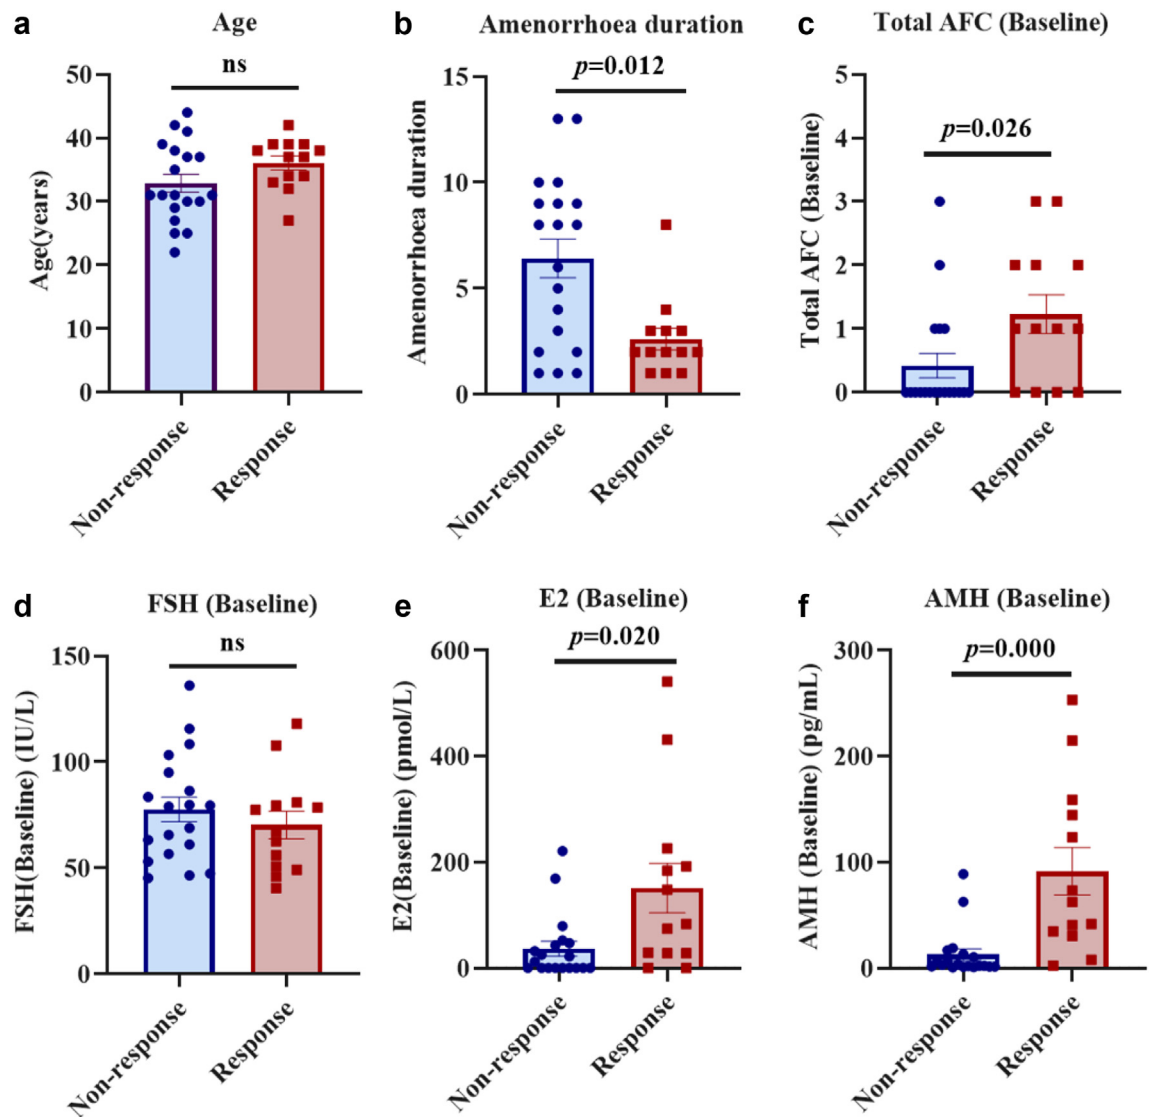 a
Age
ns
Age(years)
50
40
30
20
10
0
Non-response
Response
b
Amenorrhoea duration
p=0.012
Amenorrhoea duration
15
10
5
0
Non-response
Response
c
Total AFC (Baseline)
p=0.026
Total AFC (Baseline)
5
4
3
2
1
0
Non-response
Response
d
FSH (Baseline)
ns
FSH(Baseline) (IU/L)
150
100
50
0
Non-response
Response
e
E2 (Baseline)
p=0.020
E2(Baseline) (pmol/L)
600
400
200
0
Non-response
Response
f
AMH (Baseline)
p=0.000
AMH (Baseline) (pg/mL)
300
200
100
0
Non-response
Response